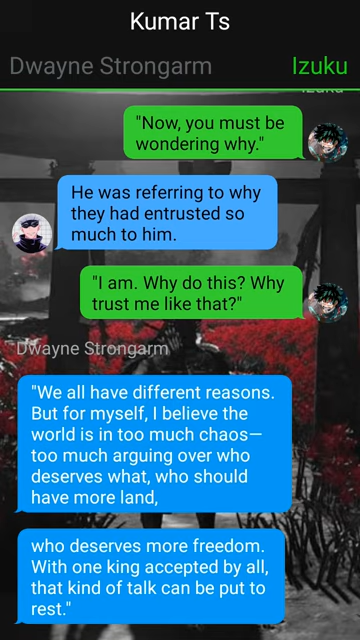 Kumar Ts
Dwayne Strongarm Izuku
Izuku
"Now, you must be
wondering why."
He was referring to why
they had entrusted so
much to him.
"I am. Why do this? Why
trust me like that?"
Dwayne Strongarm
"We all have different reasons.
But for myself, I believe the
world is in too much chaos—
too much arguing over who
deserves what, who should
have more land,
who deserves more freedom.
With one king accepted by all,
that kind of talk can be put to
rest."